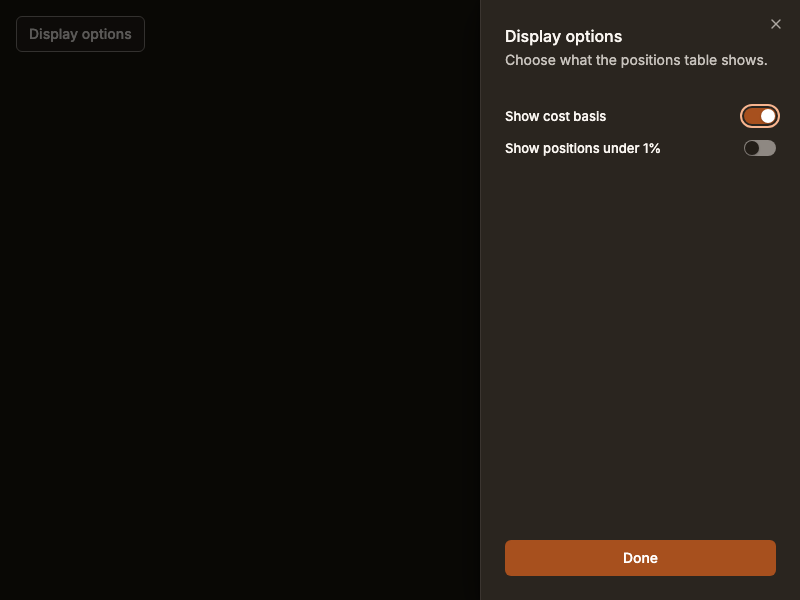 Display options
Display options
Choose what the positions table shows.
Show cost basis
Show positions under 1%
Done